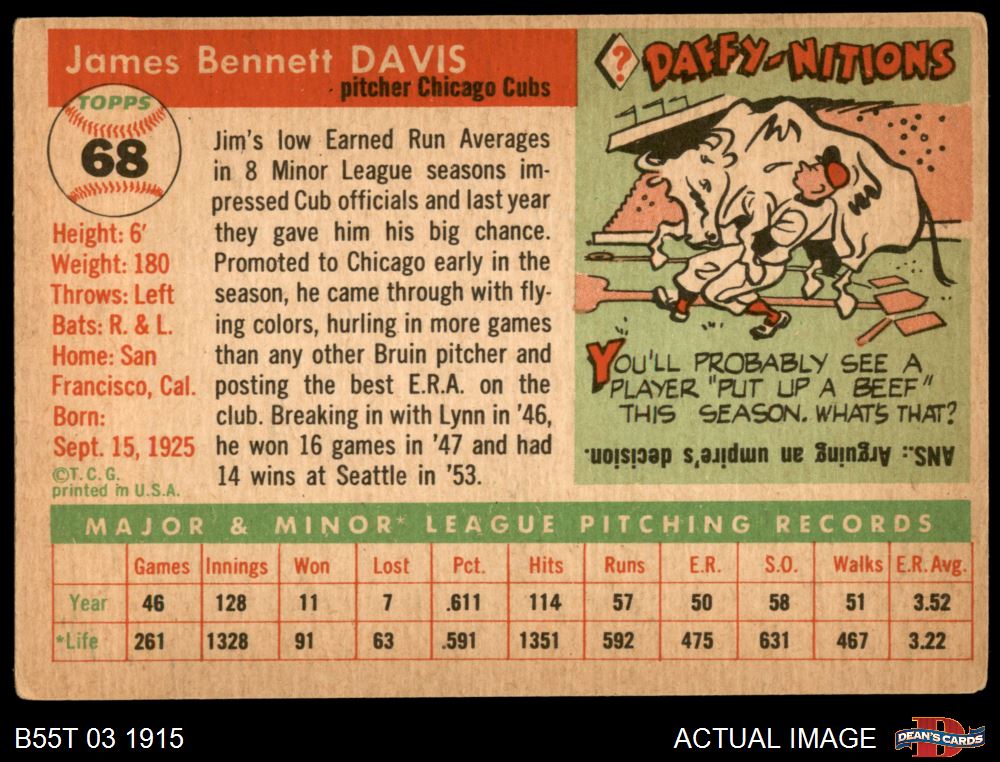 James Bennett DAVIS
pitcher Chicago Cubs
TOPPS
68
Height: 6'
Weight: 180
Throws: Left
Bats: R. & L.
Home: San
Francisco, Cal.
Born:
Sept. 15, 1925
©T. C. G.
printed in U.S.A.
Jim's low Earned Run Averages
in 8 Minor League seasons im-
pressed Cub officials and last year
they gave him his big chance.
Promoted to Chicago early in the
season, he came through with fly-
ing colors, hurling in more games
than any other Bruin pitcher and
posting the best E.R.A. on the
club. Breaking in with Lynn in '46,
he won 16 games in '47 and had
14 wins at Seattle in '53.
? DAFFY-NITIONS
YOU'LL PROBABLY SEE A
PLAYER "PUT UP A BEEF"
THIS SEASON. WHAT'S THAT?
ANS.: Arguing an umpire's decision.
MAJOR & MINOR* LEAGUE PITCHING RECORDS
Games Innings Won Lost Pct. Hits Runs E.R. S.O. Walks E.R. Avg.
Year 46 128 11 7 .611 114 57 50 58 51 3.52
*Life 261 1328 91 63 .591 1351 592 475 631 467 3.22
B55T 03 1915
ACTUAL IMAGE
DEAN'S CARDS